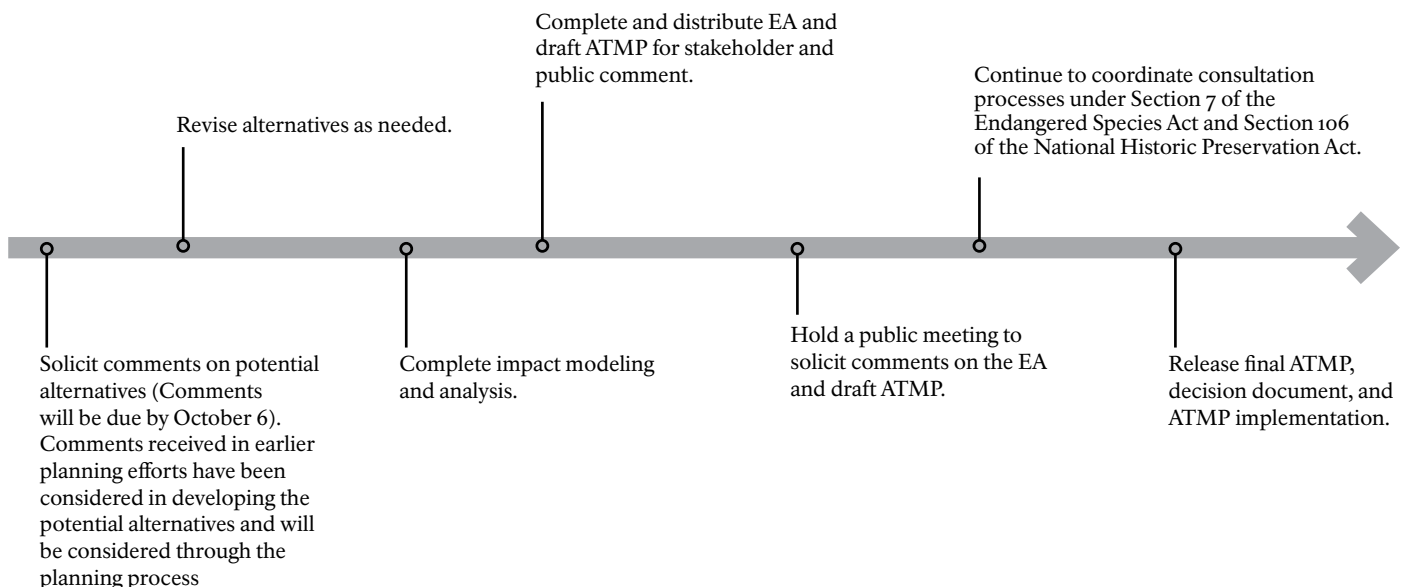 Complete and distribute EA and
draft ATMP for stakeholder and
public comment.
Continue to coordinate consultation
processes under Section 7 of the
Endangered Species Act and Section 106
of the National Historic Preservation Act.
Revise alternatives as needed.
Solicit comments on potential
alternatives (Comments
will be due by October 6).
Comments received in earlier
planning efforts have been
considered in developing the
potential alternatives and will
be considered through the
planning process
Complete impact modeling
and analysis.
Hold a public meeting to
solicit comments on the EA
and draft ATMP.
Release final ATMP,
decision document, and
ATMP implementation.